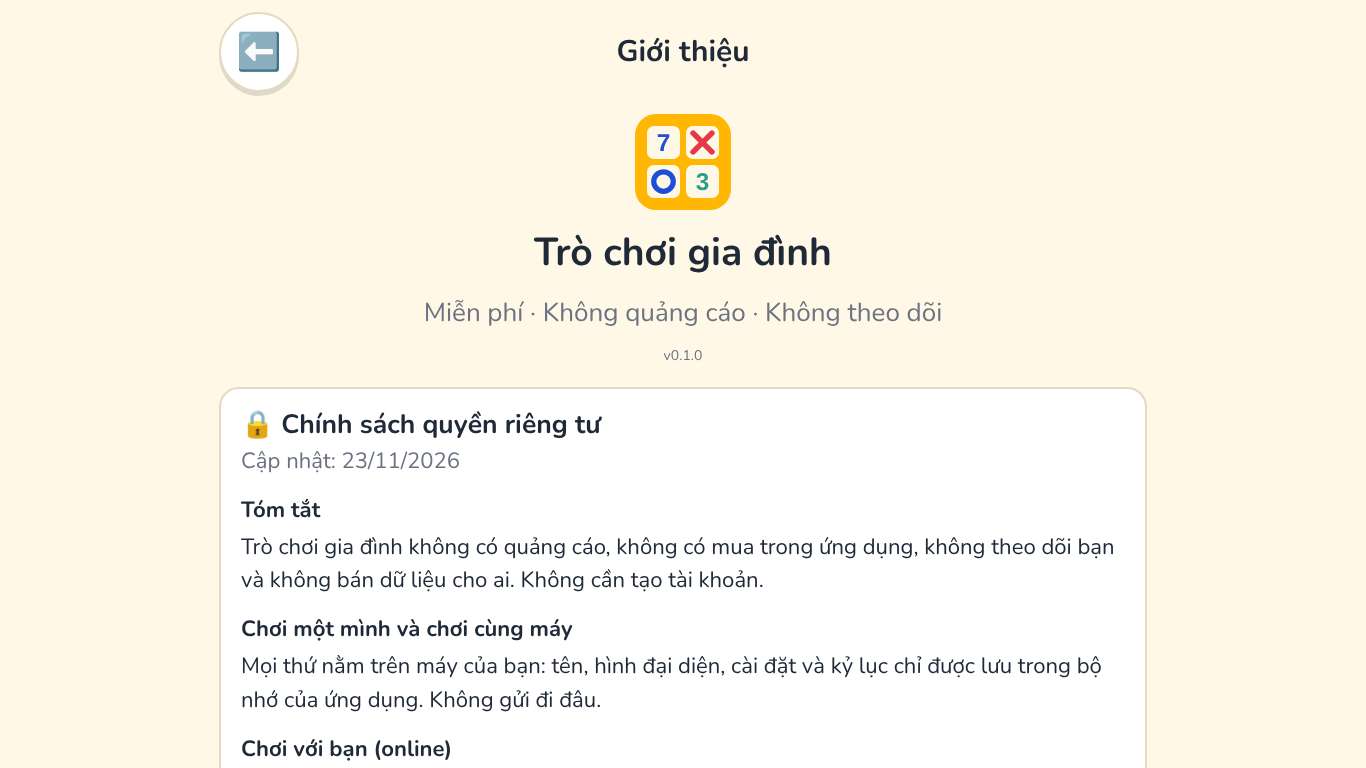 Giới thiệu
7
3
Trò chơi gia đình
Miễn phí · Không quảng cáo · Không theo dõi
v0.1.0
🔒 Chính sách quyền riêng tư
Cập nhật: 23/11/2026
Tóm tắt
Trò chơi gia đình không có quảng cáo, không có mua trong ứng dụng, không theo dõi bạn
và không bán dữ liệu cho ai. Không cần tạo tài khoản.
Chơi một mình và chơi cùng máy
Mọi thứ nằm trên máy của bạn: tên, hình đại diện, cài đặt và kỷ lục chỉ được lưu trong bộ
nhớ của ứng dụng. Không gửi đi đâu.
Chơi với bạn (online)